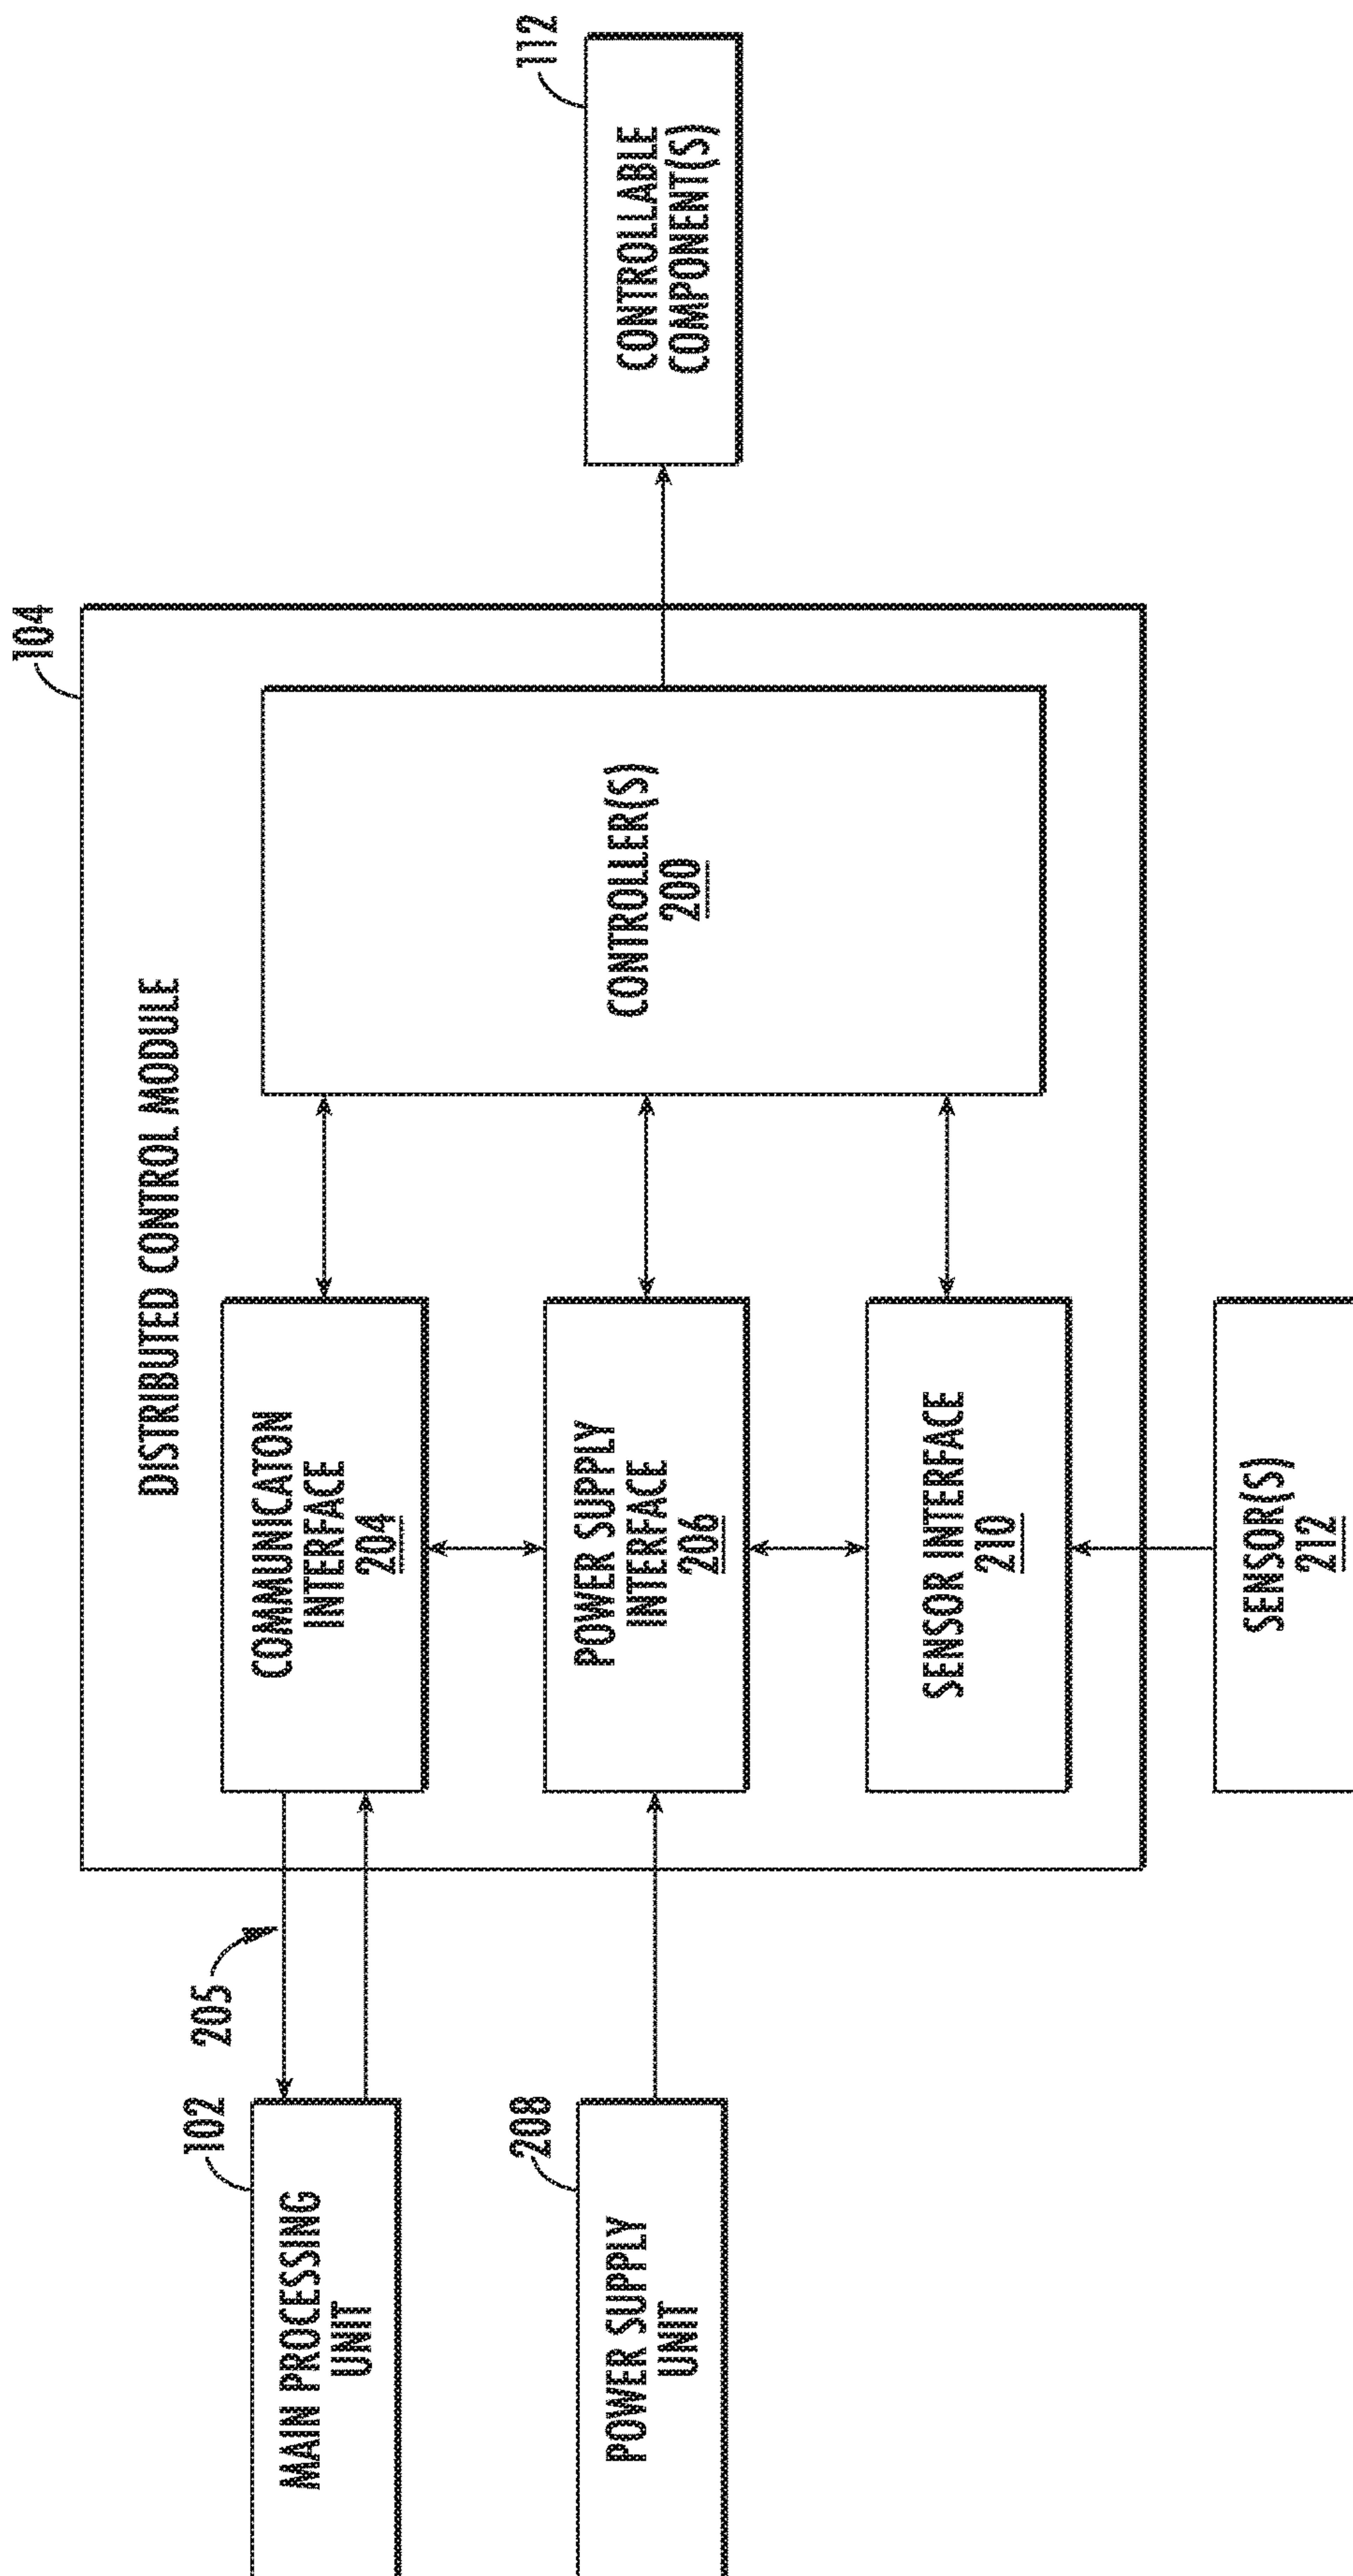 104
DISTRIBUTED CONTROL MODULE
102
MAIN PROCESSING
UNIT
205
COMMUNICATON
INTERFACE
204
208
POWER SUPPLY
UNIT
POWER SUPPLY
INTERFACE
206
CONTROLLER(S)
200
112
CONTROLLABLE
COMPONENT(S)
SENSOR INTERFACE
210
SENSOR(S)
212